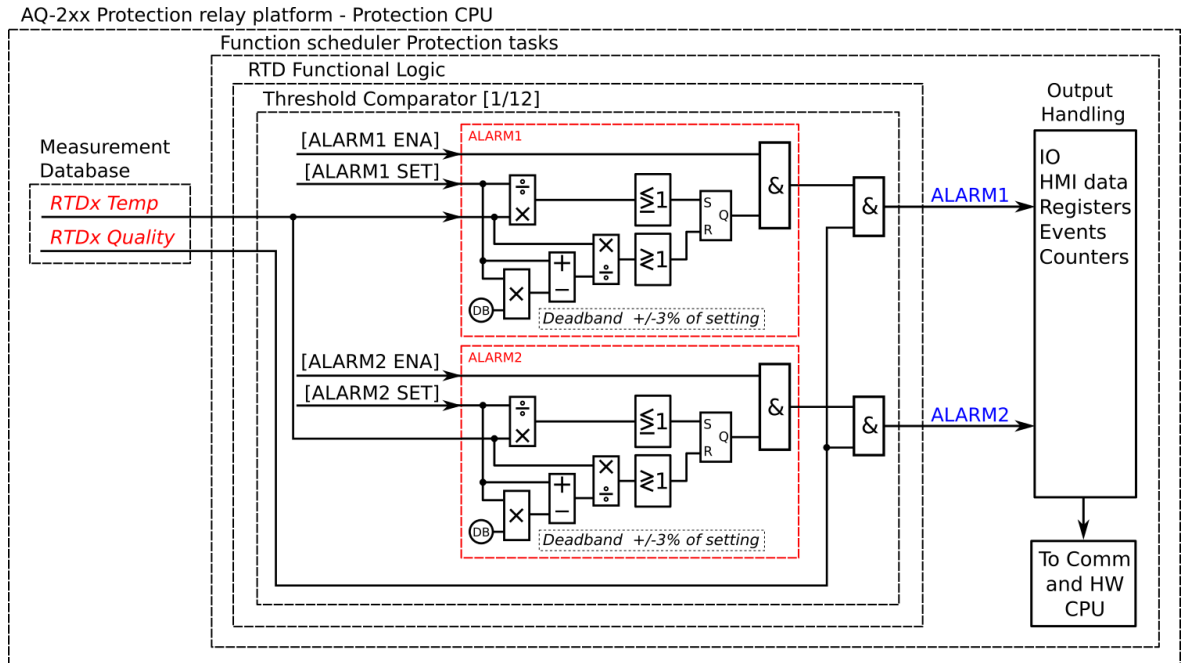 AQ-2xx Protection relay platform - Protection CPU
Function scheduler Protection tasks
RTD Functional Logic
Threshold Comparator [1/12]
Output
Handling
Measurement
Database
RTDx Temp
RTDx Quality
[ALARM1 ENA]
[ALARM1 SET]
ALARM1
÷
×
≤1
S
Q
R
&
&
×
÷
≥1
+
−
×
DB
Deadband +/-3% of setting
ALARM1
IO
HMI data
Registers
Events
Counters
[ALARM2 ENA]
[ALARM2 SET]
ALARM2
÷
×
≤1
S
Q
R
&
&
×
÷
≥1
+
−
×
DB
Deadband +/-3% of setting
ALARM2
To Comm
and HW
CPU